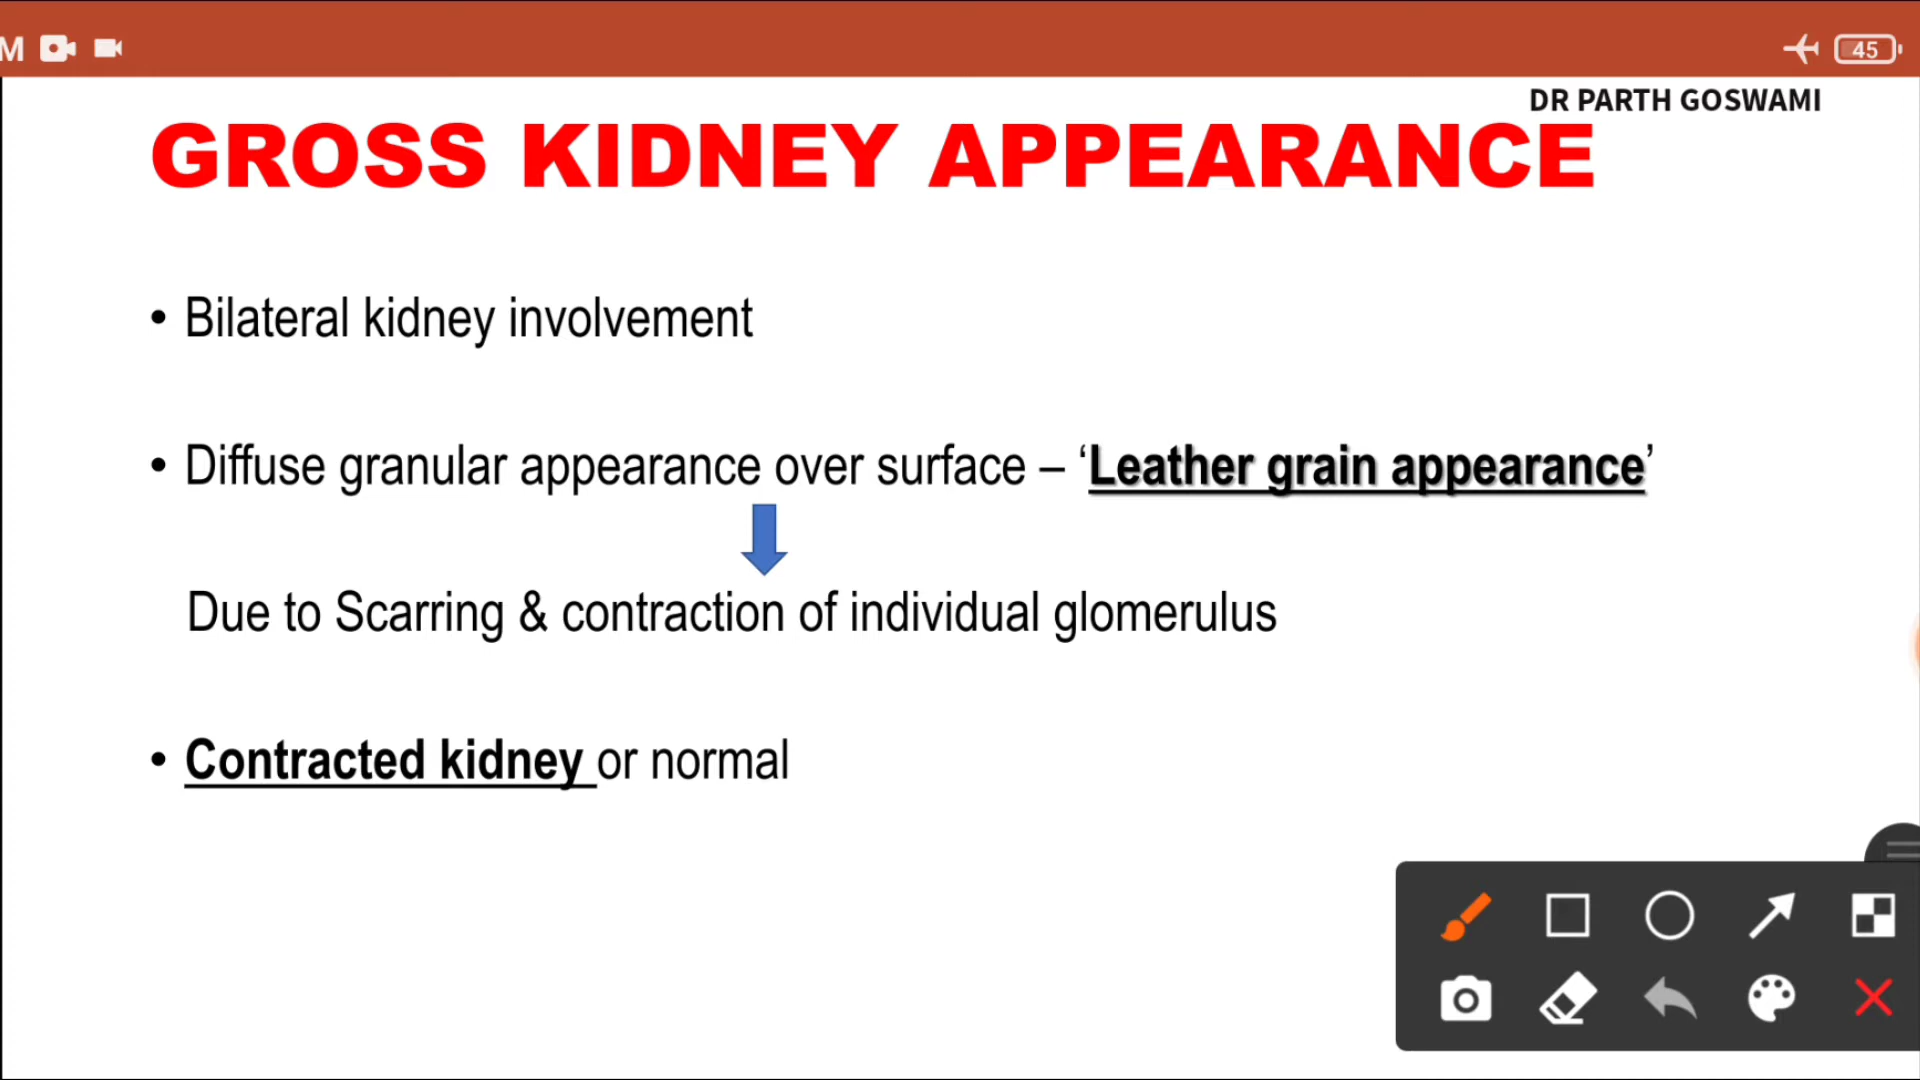 M
45
DR PARTH GOSWAMI
GROSS KIDNEY APPEARANCE
• Bilateral kidney involvement
• Diffuse granular appearance over surface – ‘Leather grain appearance’
Due to Scarring & contraction of individual glomerulus
• Contracted kidney or normal